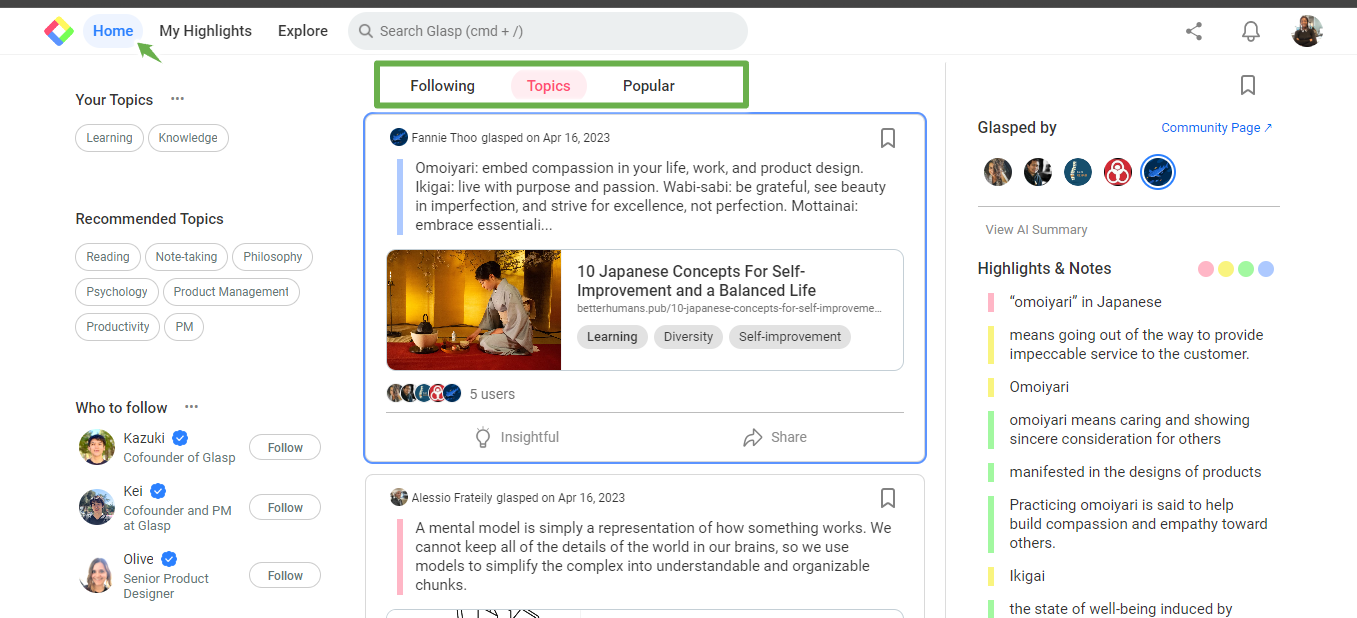 Home
My Highlights
Explore
Search Glasp (cmd + /)
Following
Topics
Popular
Your Topics
Learning
Knowledge
Recommended Topics
Reading
Note-taking
Philosophy
Psychology
Product Management
Productivity
PM
Who to follow
Kazuki
Cofounder of Glasp
Follow
Kei
Cofounder and PM
at Glasp
Follow
Olive
Senior Product
Designer
Follow
Fannie Thoo glasped on Apr 16, 2023
Omoiyari: embed compassion in your life, work, and product design.
Ikigai: live with purpose and passion. Wabi-sabi: be grateful, see beauty
in imperfection, and strive for excellence, not perfection. Mottainai:
embrace essentiali...
10 Japanese Concepts For Self-
Improvement and a Balanced Life
betterhumans.pub/10-japanese-concepts-for-self-improveme...
Learning
Diversity
Self-improvement
5 users
Insightful
Share
Alessio Frateily glasped on Apr 16, 2023
A mental model is simply a representation of how something works. We
cannot keep all of the details of the world in our brains, so we use
models to simplify the complex into understandable and organizable
chunks.
Glasped by
Community Page ↗
View AI Summary
Highlights & Notes
“omoiyari” in Japanese
means going out of the way to provide
impeccable service to the customer.
Omoiyari
omoiyari means caring and showing
sincere consideration for others
manifested in the designs of products
Practicing omoiyari is said to help
build compassion and empathy toward
others.
Ikigai
the state of well-being induced by